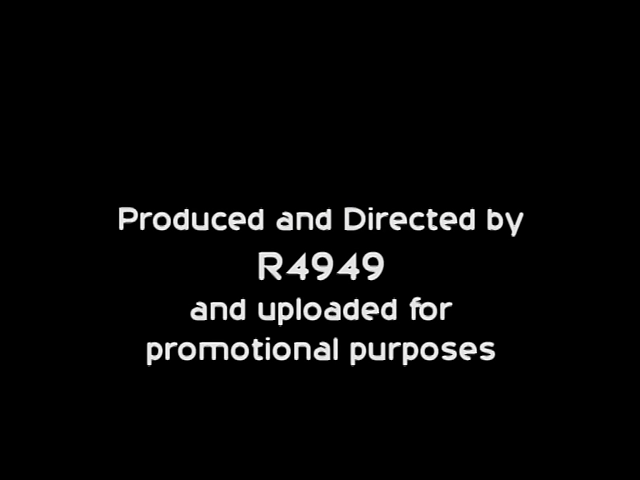 Produced and Directed by
R4949
and uploaded for
promotional purposes